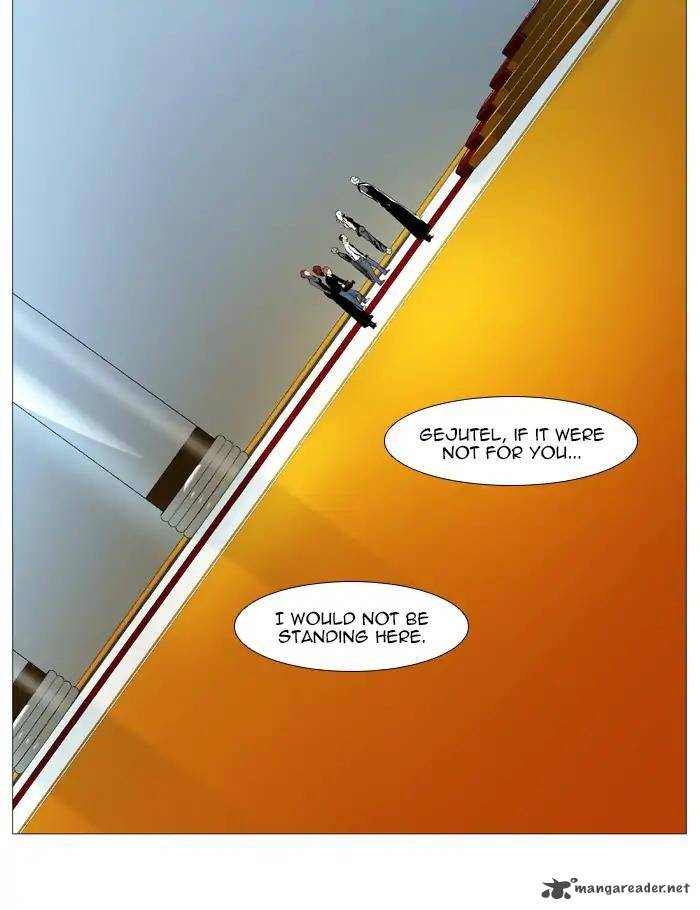 GEJUTEL, IF IT WERE
NOT FOR YOU...
I WOULD NOT BE
STANDING HERE.
mangareader.net